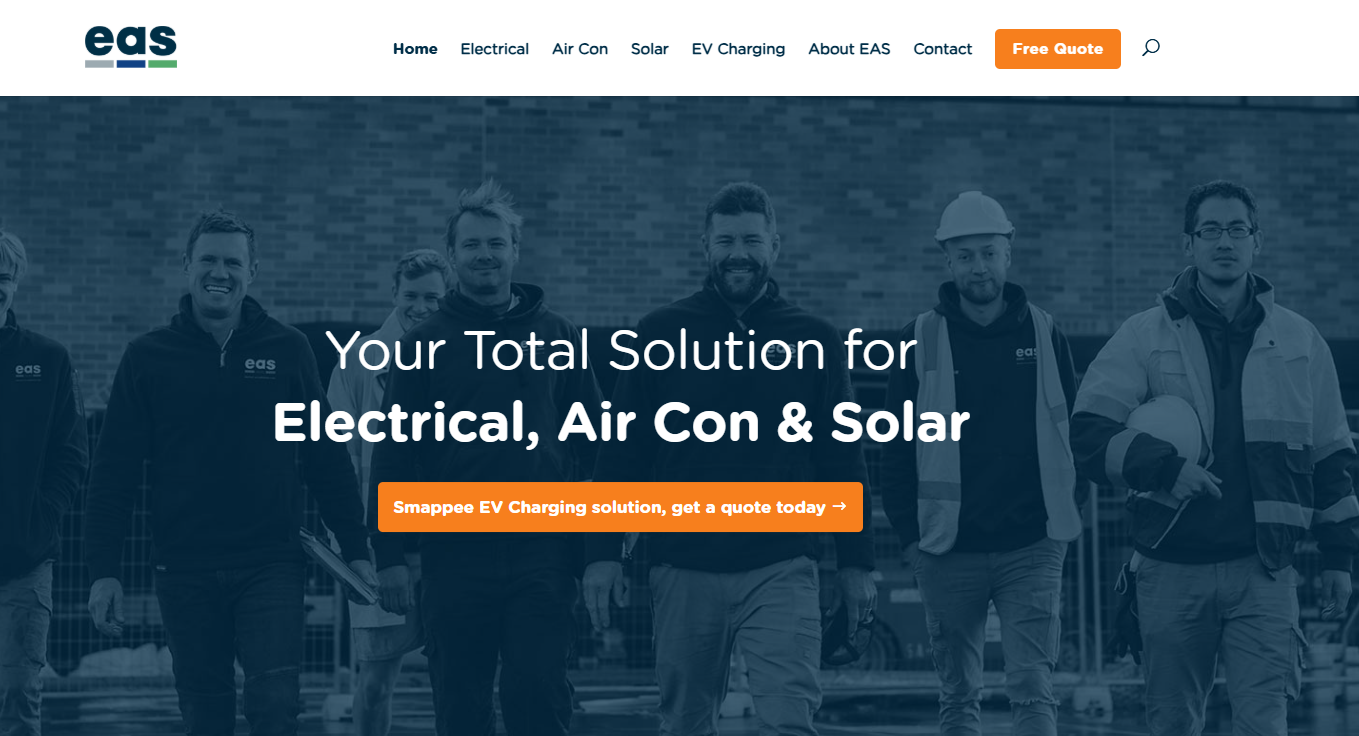 eas
Home Electrical Air Con Solar EV Charging About EAS Contact Free Quote
Your Total Solution for
Electrical, Air Con & Solar
Smappee EV Charging solution, get a quote today →
eas
eas
eas
eas